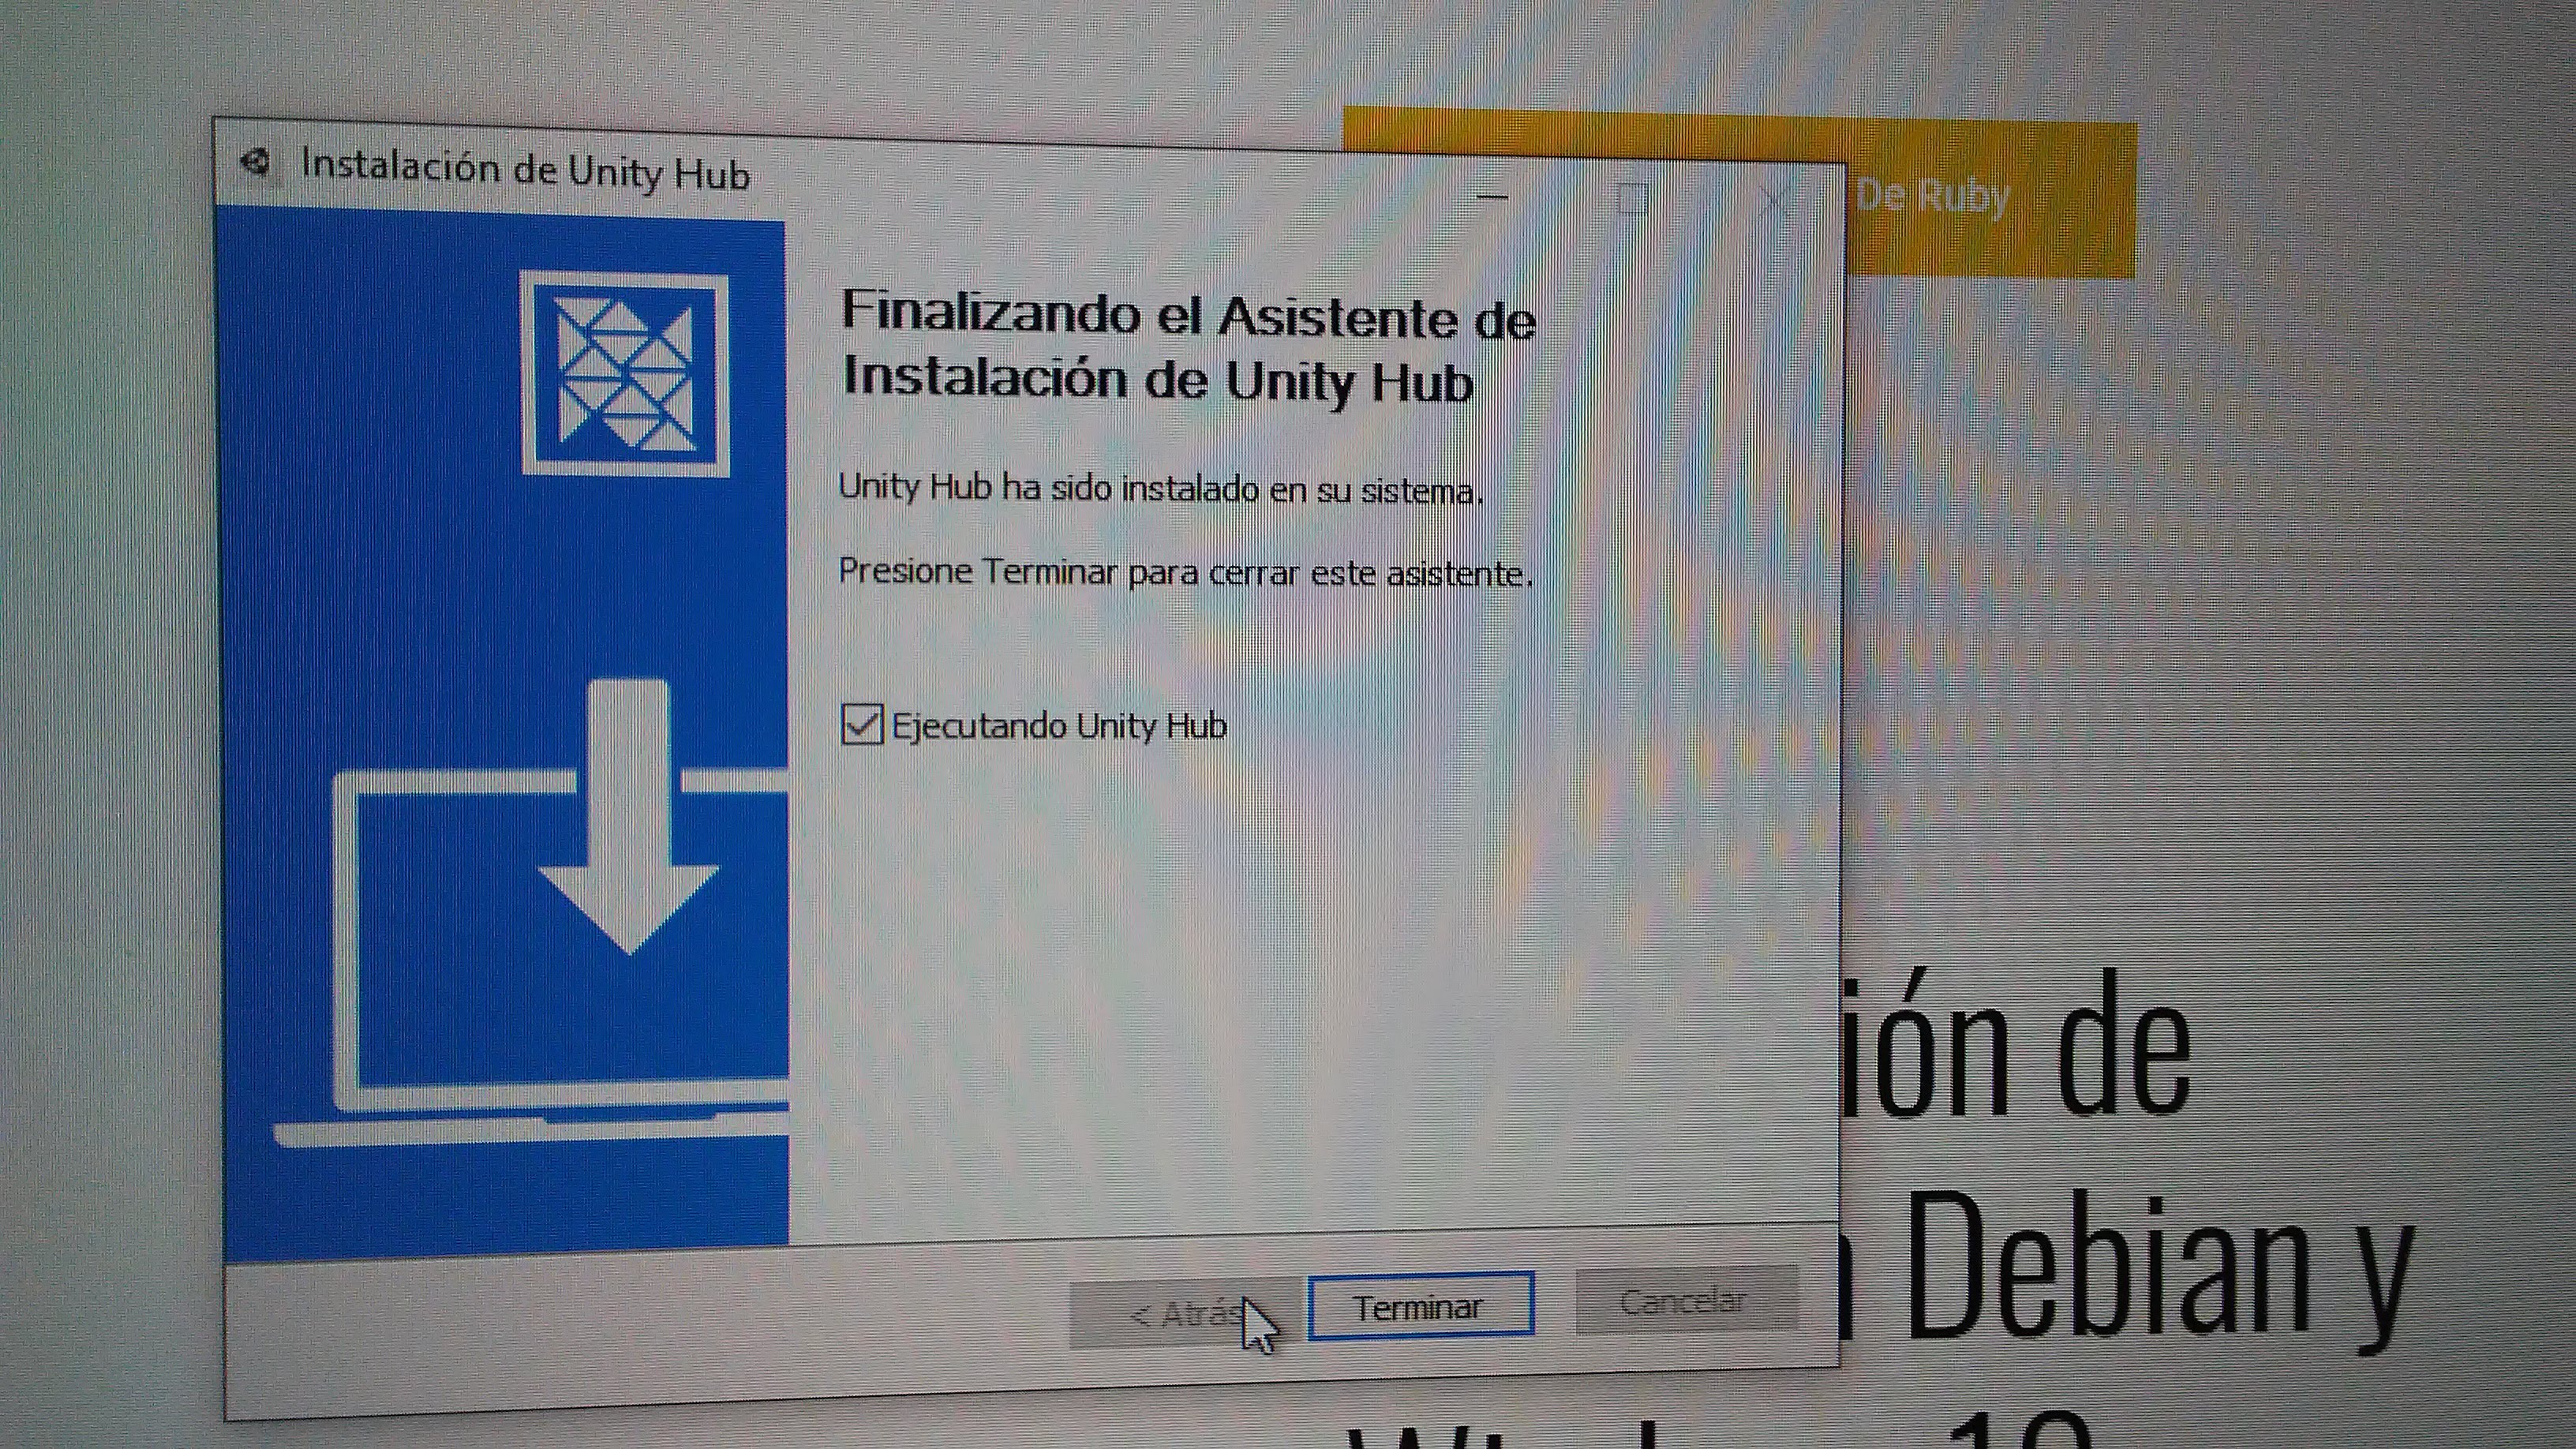 Instalación de Unity Hub
De Ruby
Finalizando el Asistente de
Instalación de Unity Hub
Unity Hub ha sido instalado en su sistema.
Presione Terminar para cerrar este asistente.
Ejecutando Unity Hub
ión de
Debian y
< Atrás
Terminar
Cancelar
10